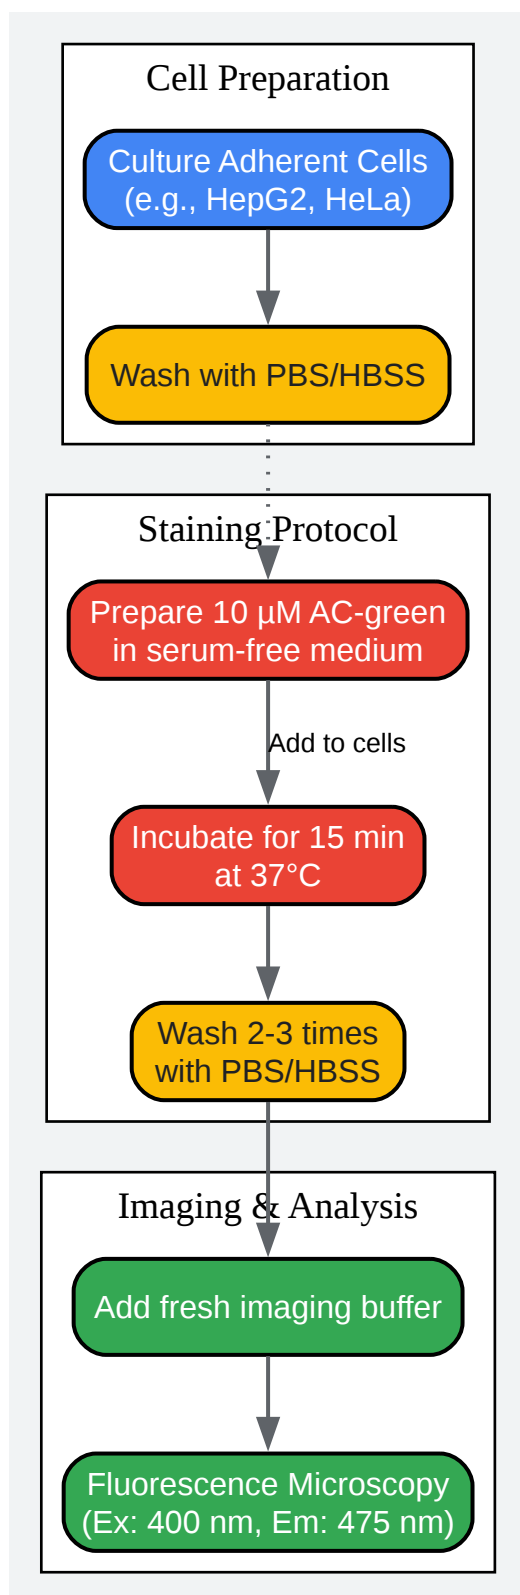 Cell Preparation
Culture Adherent Cells
(e.g., HepG2, HeLa)
Wash with PBS/HBSS
Staining Protocol
Prepare 10 µM AC-green
in serum-free medium
Add to cells
Incubate for 15 min
at 37°C
Wash 2-3 times
with PBS/HBSS
Imaging & Analysis
Add fresh imaging buffer
Fluorescence Microscopy
(Ex: 400 nm, Em: 475 nm)